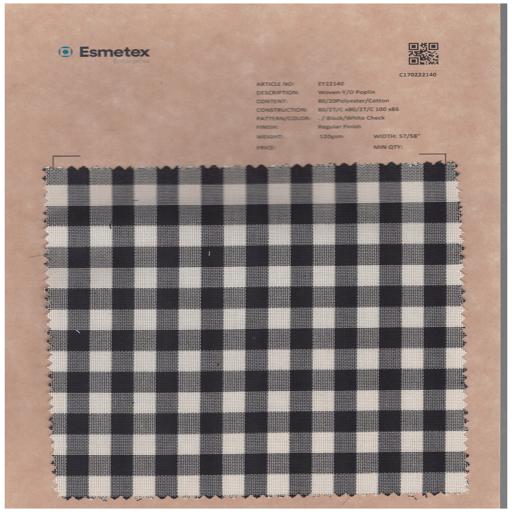 Esmetex
C170222140
ARTICLE NO: EY22140
DESCRIPTION: Woven-Y/D Poplin
CONTENT: 80/20Polyester/Cotton
PATTERN/COLOR: . / Black/White Check
FINISH: Regular Finish
WEIGHT: 120gsm WIDTH: 57/58"
PRICE: MIN QTY: